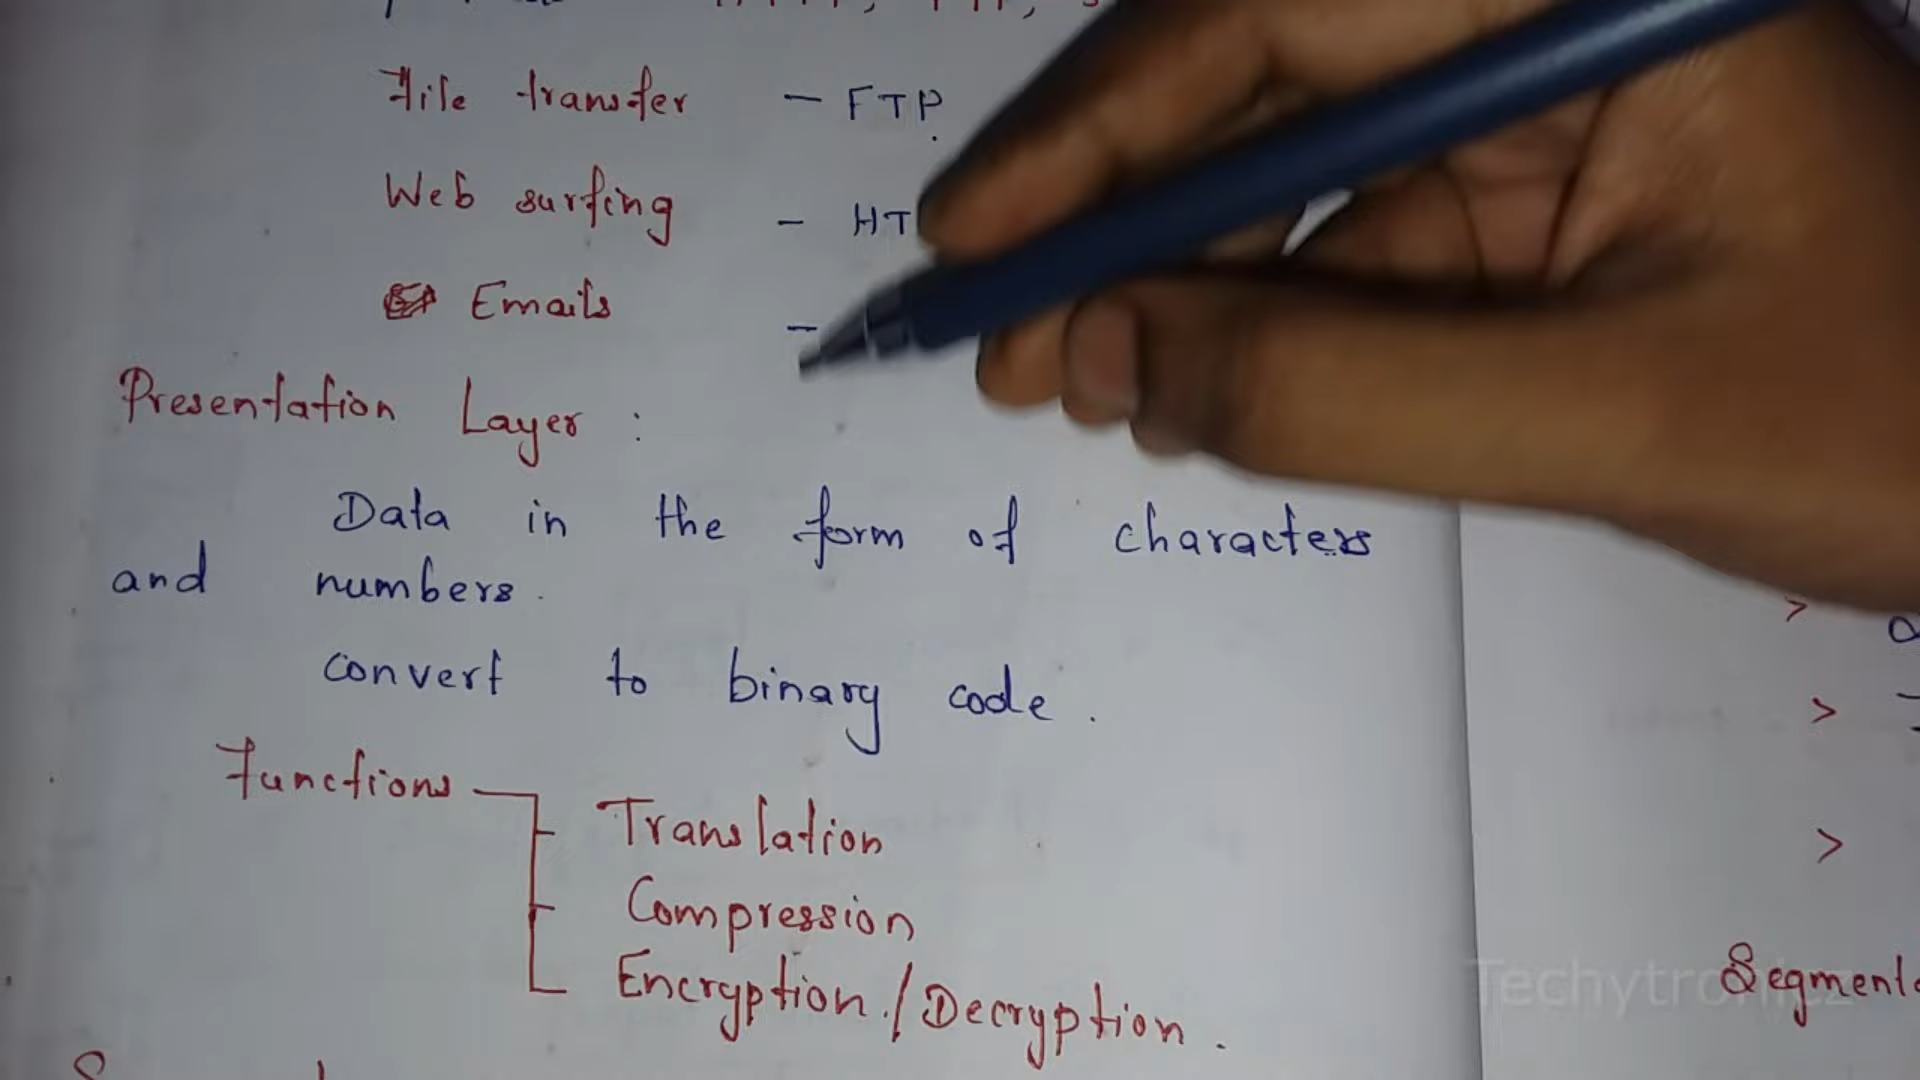 File transfer - FTP.
Web surfing - HT
Emails -
Presentation Layer :
Data in the form of characters
and numbers.
convert to binary code.
Functions
Translation
Compression
Encryption./Decryption.
>
>
>
Segment
Techytronicz